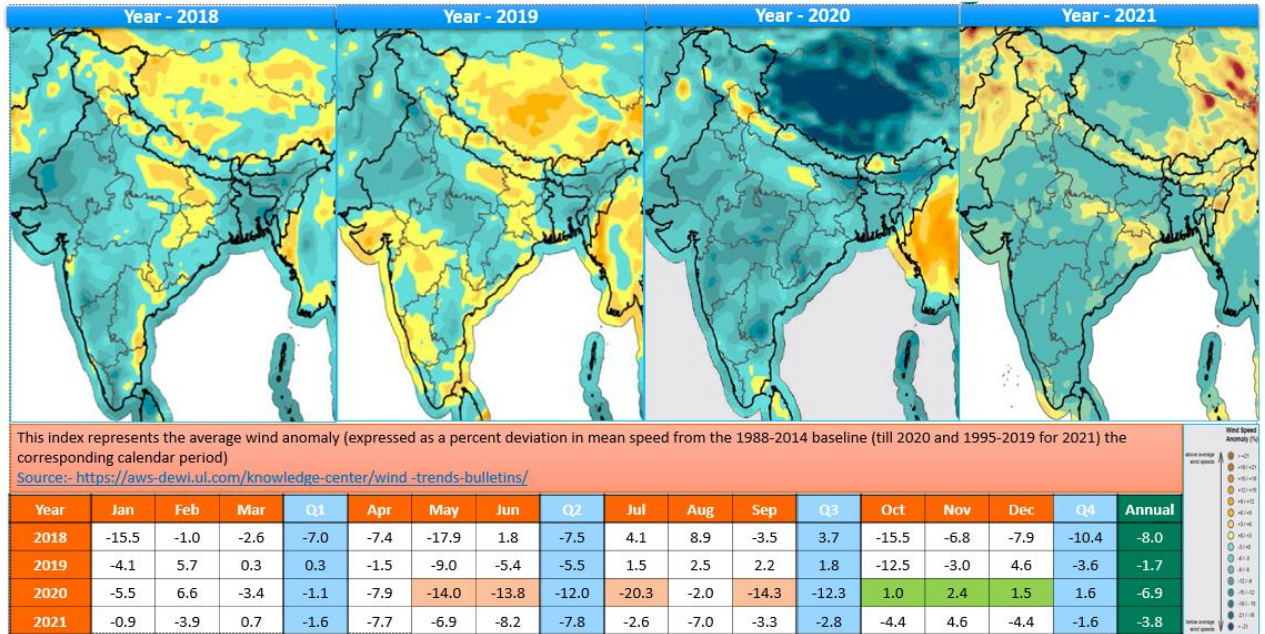 Year - 2018
Year - 2019
Year - 2020
Year - 2021
This index represents the average wind anomaly (expressed as a percent deviation in mean speed from the 1988-2014 baseline (till 2020 and 1995-2019 for 2021) the
corresponding calendar period)
Source:- https://aws-dewi.ul.com/knowledge-center/wind -trends-bulletins/
Wind Speed
Anomaly (%)
above average
wind speeds
below average
wind speeds
Year Jan Feb Mar Q1 Apr May Jun Q2 Jul Aug Sep Q3 Oct Nov Dec Q4 Annual
2018 -15.5 -1.0 -2.6 -7.0 -7.4 -17.9 1.8 -7.5 4.1 8.9 -3.5 3.7 -15.5 -6.8 -7.9 -10.4 -8.0
2019 -4.1 5.7 0.3 0.3 -1.5 -9.0 -5.4 -5.5 1.5 2.5 2.2 1.8 -12.5 -3.0 4.6 -3.6 -1.7
2020 -5.5 6.6 -3.4 -1.1 -7.9 -14.0 -13.8 -12.0 -20.3 -2.0 -14.3 -12.3 1.0 2.4 1.5 1.6 -6.9
2021 -0.9 -3.9 0.7 -1.6 -7.7 -6.9 -8.2 -7.8 -2.6 -7.0 -3.3 -2.8 -4.4 4.6 -4.4 -1.6 -3.8